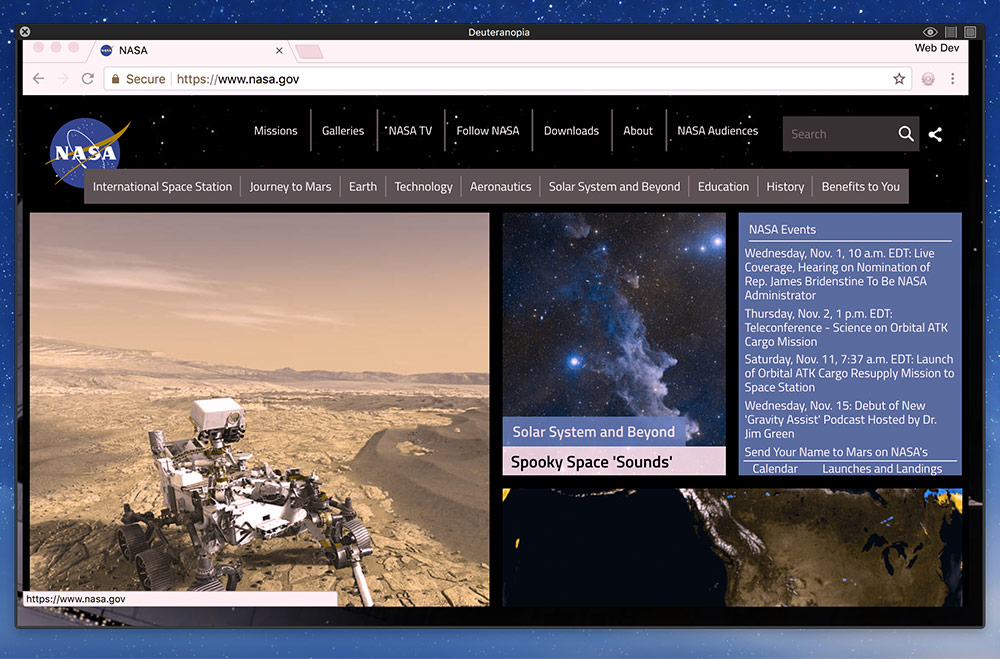 Deuteranopia
NASA
Web Dev
Secure
https://www.nasa.gov
Missions
Galleries
NASA TV
Follow NASA
Downloads
About
NASA Audiences
Search
NASA
International Space Station
Journey to Mars
Earth
Technology
Aeronautics
Solar System and Beyond
Education
History
Benefits to You
Solar System and Beyond
Spooky Space 'Sounds'
NASA Events
Wednesday, Nov. 1, 10 a.m. EDT: Live
Coverage, Hearing on Nomination of
Rep. James Bridenstine To Be NASA
Administrator
Thursday, Nov. 2, 1 p.m. EDT:
Teleconference - Science on Orbital ATK
Cargo Mission
Saturday, Nov. 11, 7:37 a.m. EDT: Launch
of Orbital ATK Cargo Resupply Mission to
Space Station
Wednesday, Nov. 15: Debut of New
'Gravity Assist' Podcast Hosted by Dr.
Jim Green
Send Your Name to Mars on NASA's
Calendar
Launches and Landings
https://www.nasa.gov